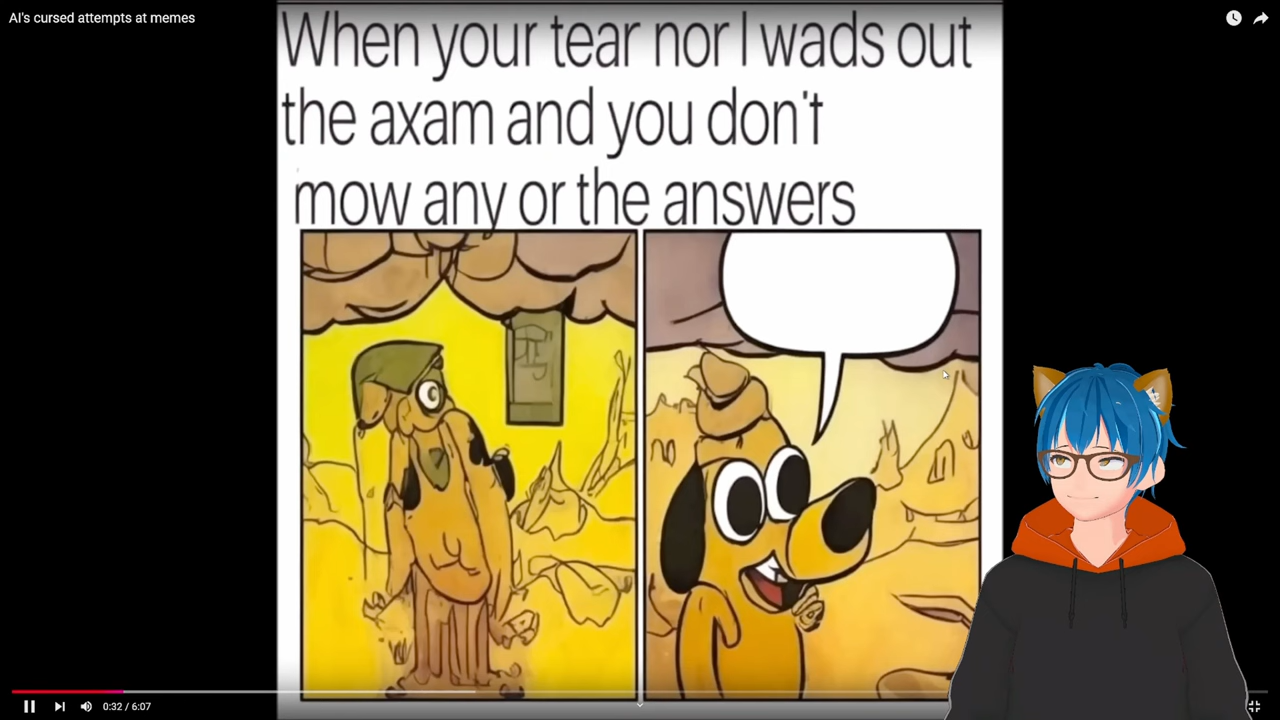 AI's cursed attempts at memes
When your tear nor I wads out
the axam and you don't
mow any or the answers
0:32 / 6:07